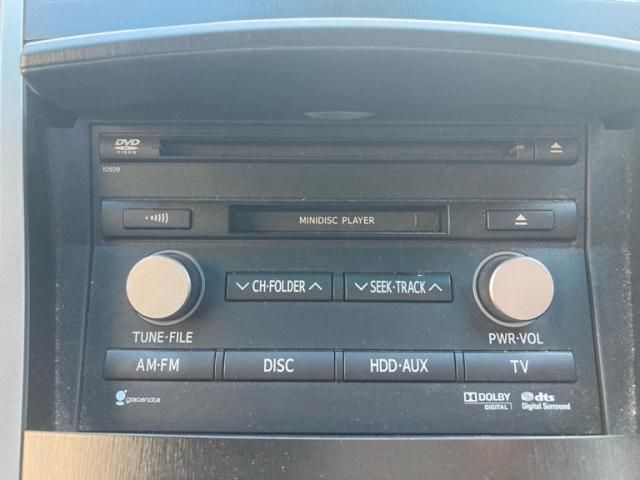 DVD
VIDEO
10509
MINIDISC PLAYER
CH·FOLDER
SEEK·TRACK
TUNE·FILE
PWR·VOL
AM·FM
DISC
HDD·AUX
TV
gracenote
DOLBY
DIGITAL
dts
Digital Surround